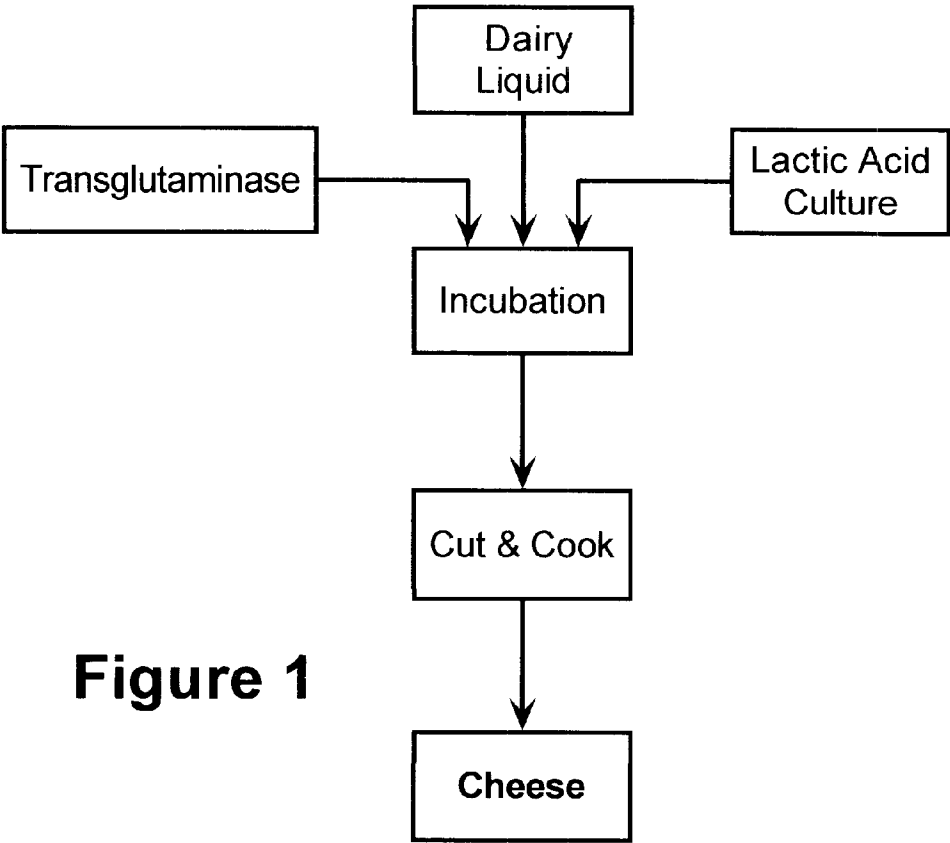 Dairy
Liquid
Transglutaminase
Lactic Acid
Culture
Incubation
Cut & Cook
Figure 1
Cheese